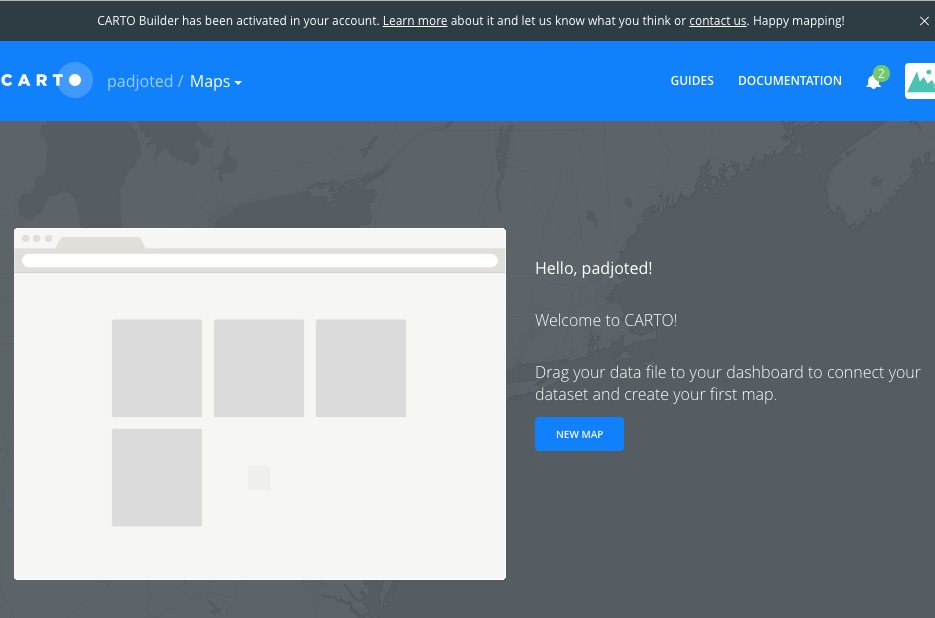 CARTO Builder has been activated in your account. Learn more about it and let us know what you think or contact us. Happy mapping!
CARTO padjoted / Maps GUIDES DOCUMENTATION 2
Hello, padjoted!
Welcome to CARTO!
Drag your data file to your dashboard to connect your
dataset and create your first map.
NEW MAP